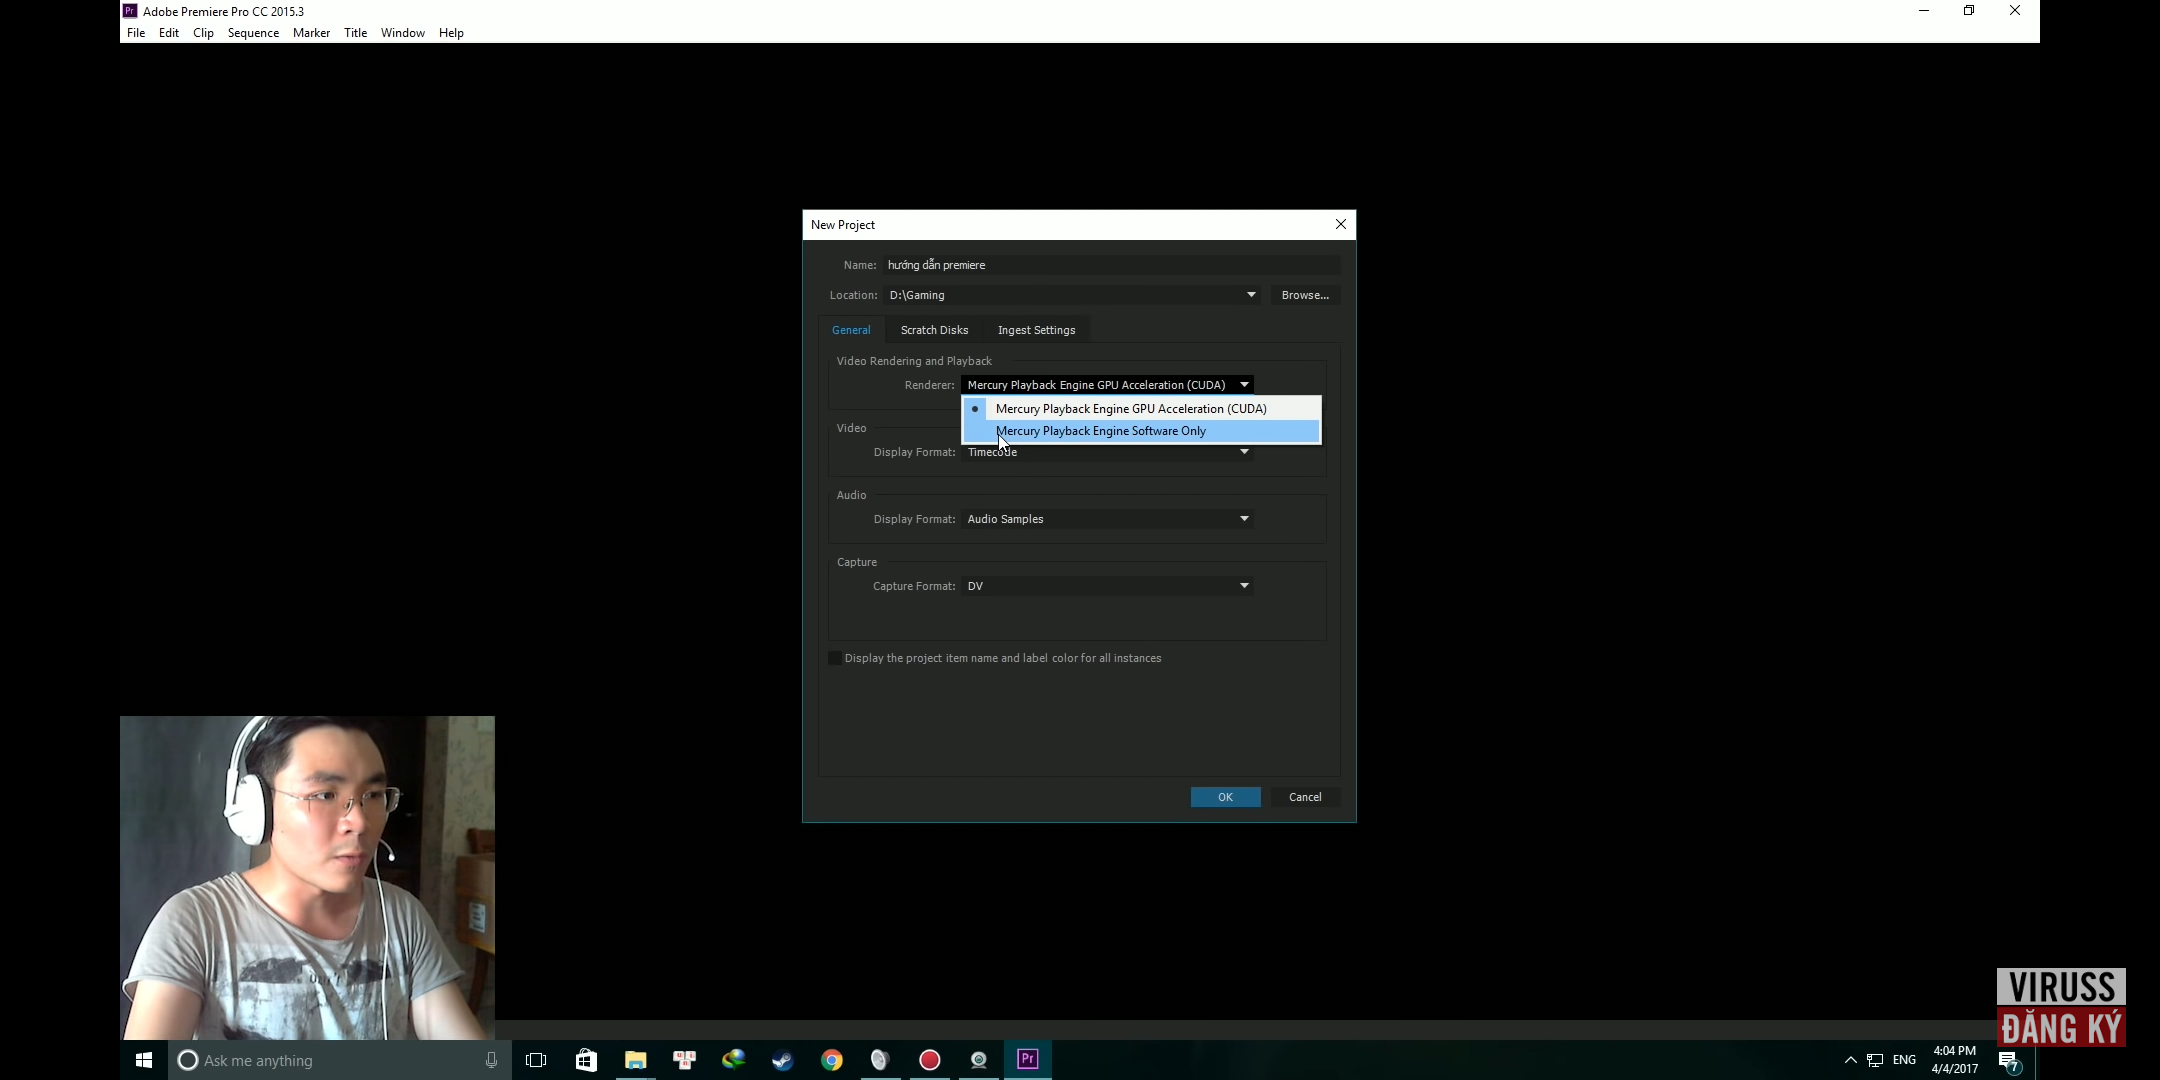 Adobe Premiere Pro CC 2015.3
File Edit Clip Sequence Marker Title Window Help
New Project
Name: hướng dẫn premiere
Location: D:\Gaming Browse...
General Scratch Disks Ingest Settings
Video Rendering and Playback
Renderer: Mercury Playback Engine GPU Acceleration (CUDA)
Mercury Playback Engine GPU Acceleration (CUDA)
Video
Mercury Playback Engine Software Only
Display Format: Timecode
Audio
Display Format: Audio Samples
Capture
Capture Format: DV
Display the project item name and label color for all instances
OK Cancel
VIRUSS
ĐĂNG KÝ
Ask me anything
Pr
ENG
4:04 PM
4/4/2017
7